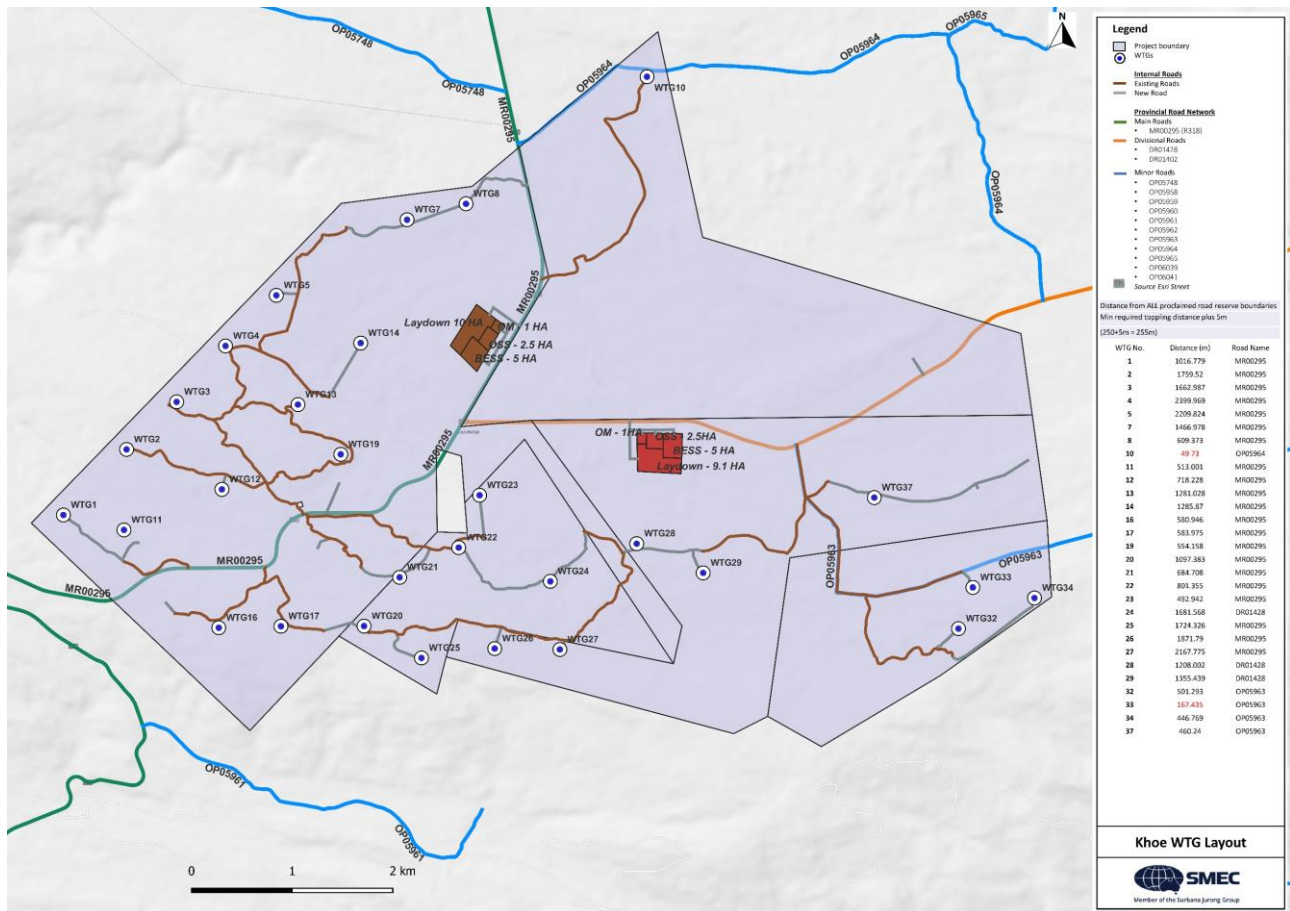 OP05748
OP05748
MR00295
OP05964
OP05964
OP05965
OP05964
N
WTG10
WTG8
WTG7
MR00295
WTG5
Laydown 10 HA
OM - 1 HA
OSS - 2.5 HA
BESS - 5 HA
WTG4
WTG14
WTG3
WTG13
MR00295
OM - 1HA
OSS - 2.5HA
BESS - 5 HA
Laydown - 9.1 HA
WTG2
WTG19
WTG12
WTG23
WTG37
WTG1
WTG11
WTG22
WTG28
OP05963
MR00295
WTG21
WTG24
WTG29
OP05963
WTG33
WTG34
MR00295
WTG16
WTG17
WTG20
WTG32
WTG25
WTG26
WTG27
OP05961
OP05961
0 1 2 km
Legend
Project boundary
WTGs
Internal Roads
Existing Roads
New Road
Provincial Road Network
Main Roads
• MR00295 (R318)
Divisional Roads
• DR01428
• DR01402
Minor Roads
• OP05748
• OP05958
• OP05959
• OP05960
• OP05961
• OP05962
• OP05963
• OP05964
• OP05965
• OP06039
• OP06041
Source Esri Street
Distance from ALL proclaimed road reserve boundaries
Min required toppling distance plus 5m
(250+5m = 255m)
WTG No. Distance (m) Road Name
1 1016.779 MR00295
2 1759.52 MR00295
3 1662.987 MR00295
4 2399.969 MR00295
5 2209.824 MR00295
7 1466.978 MR00295
8 609.373 MR00295
10 49.73 OP05964
11 513.001 MR00295
12 718.228 MR00295
13 1281.028 MR00295
14 1285.87 MR00295
16 580.946 MR00295
17 583.975 MR00295
19 554.158 MR00295
20 1097.383 MR00295
21 684.708 MR00295
22 801.355 MR00295
23 492.942 MR00295
24 1681.568 DR01428
25 1724.326 MR00295
26 1871.79 MR00295
27 2167.775 MR00295
28 1208.002 DR01428
29 1355.439 DR01428
32 501.293 OP05963
33 167.435 OP05963
34 446.769 OP05963
37 460.24 OP05963
Khoe WTG Layout
SMEC
Member of the Surbana Jurong Group